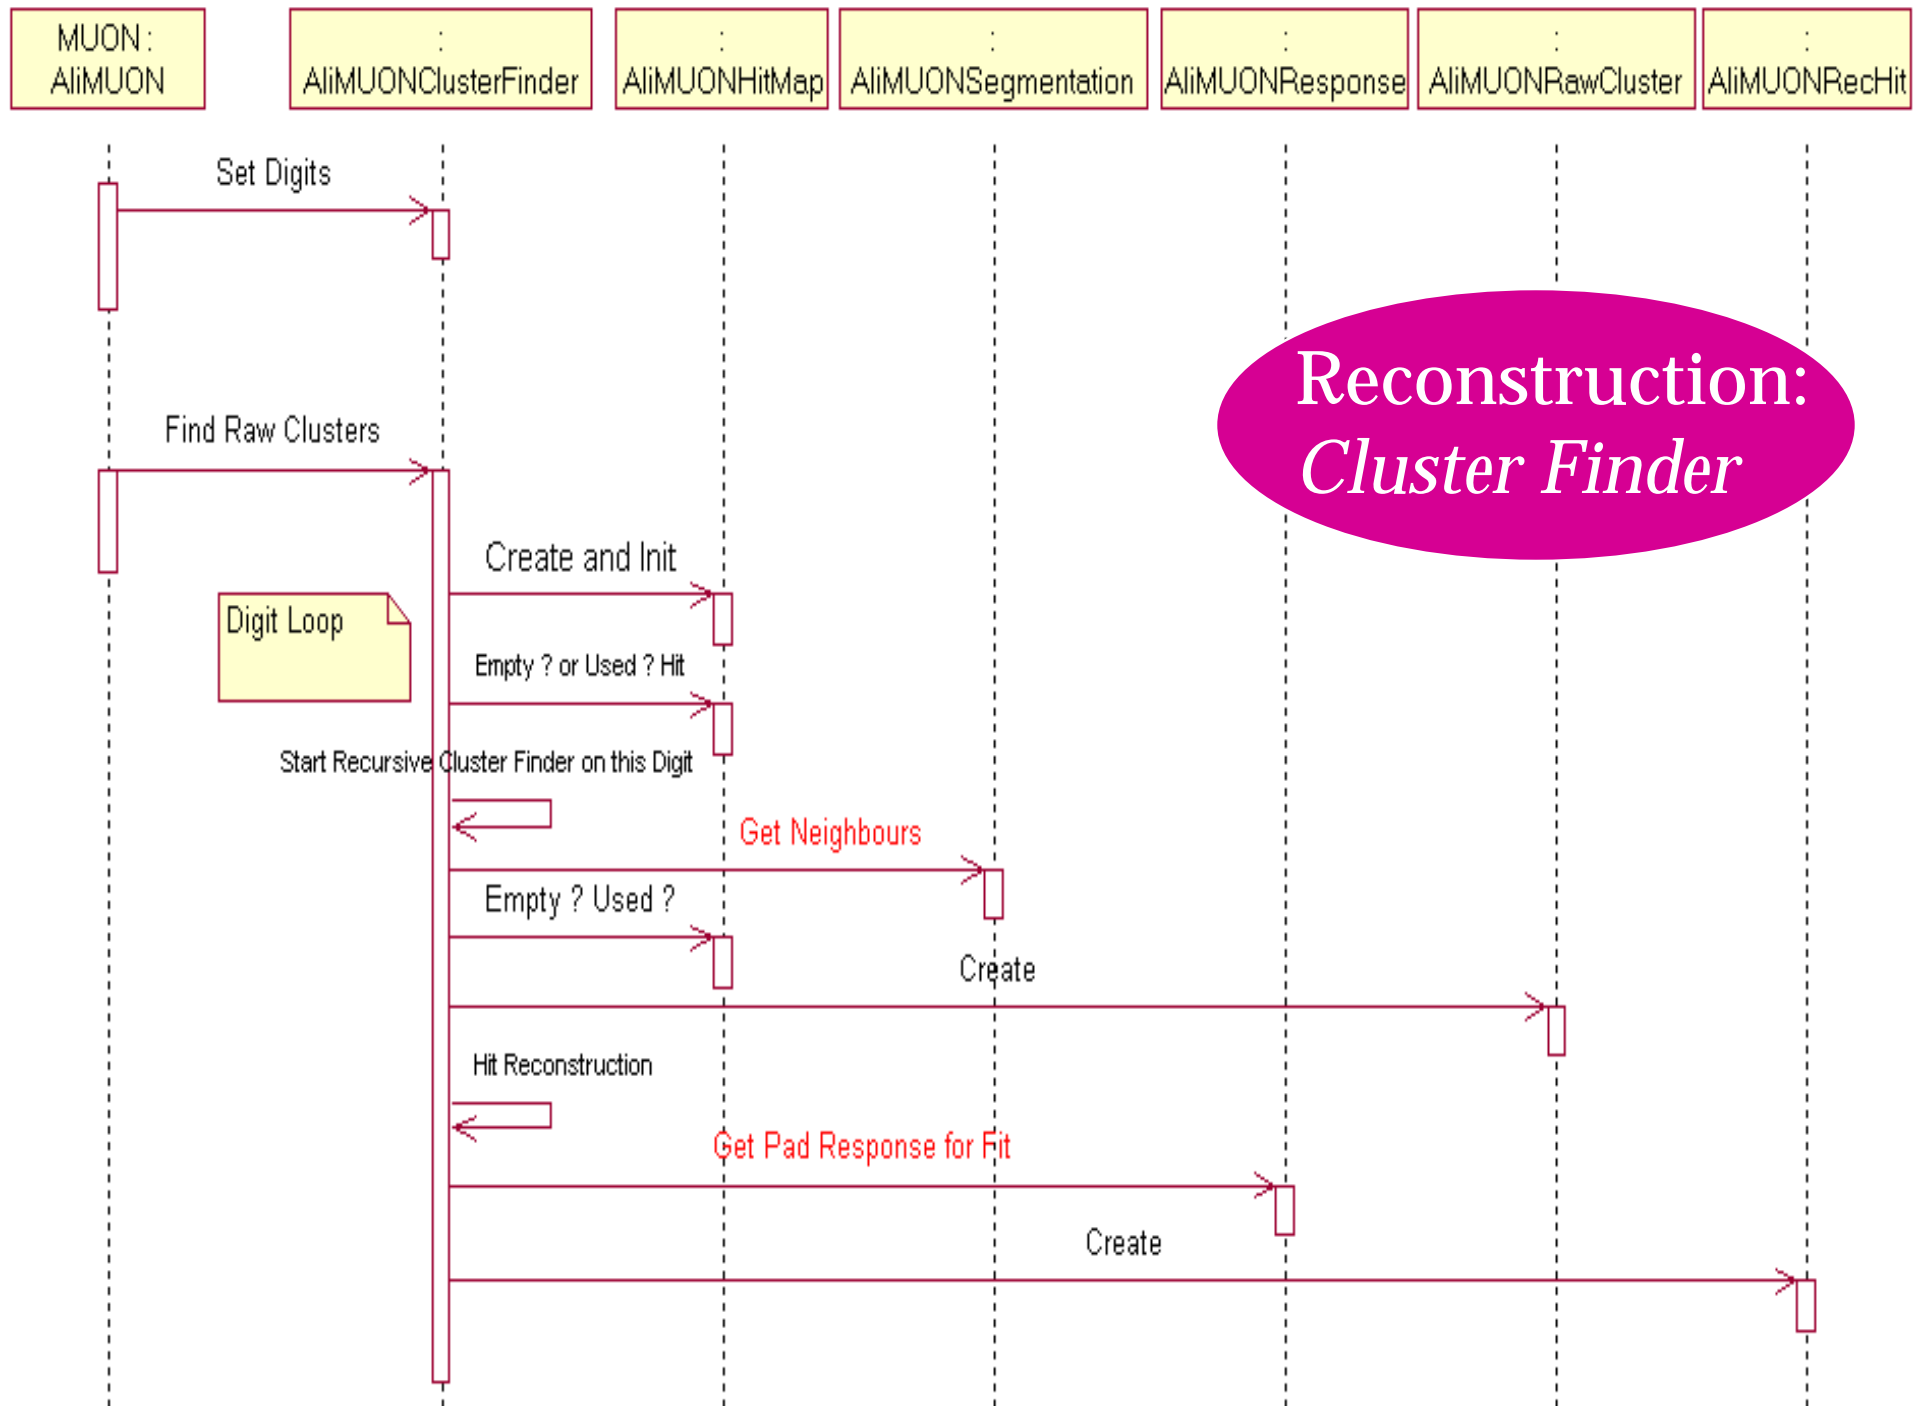 MUON :
AliMUON
:
AliMUONClusterFinder
:
AliMUONHitMap
:
AliMUONSegmentation
:
AliMUONResponse
:
AliMUONRawCluster
:
AliMUONRecHit
Set Digits
Reconstruction:
Cluster Finder
Find Raw Clusters
Create and Init
Digit Loop
Empty ? or Used ? Hit
Start Recursive Cluster Finder on this Digit
Get Neighbours
Empty ? Used ?
Create
Hit Reconstruction
Get Pad Response for Fit
Create